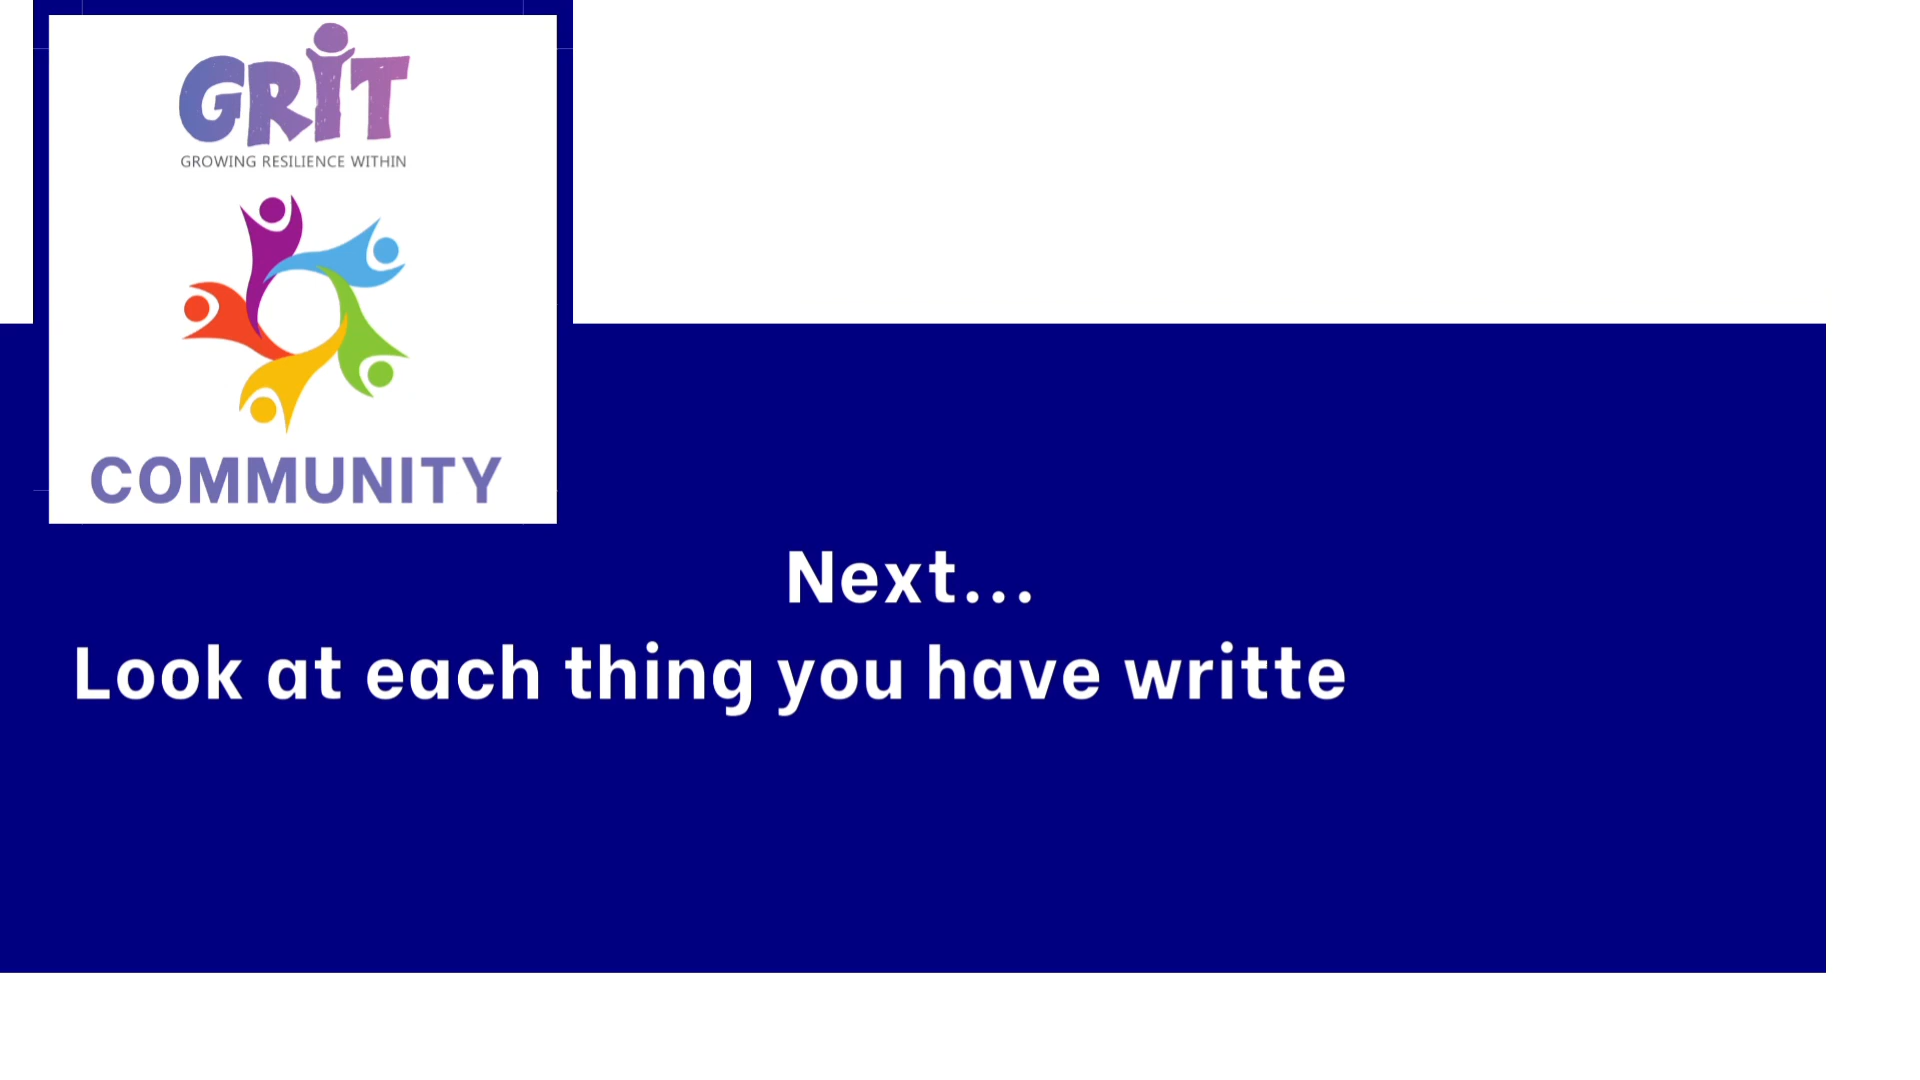 GRIT
GROWING RESILIENCE WITHIN
COMMUNITY
Next...
Look at each thing you have writte